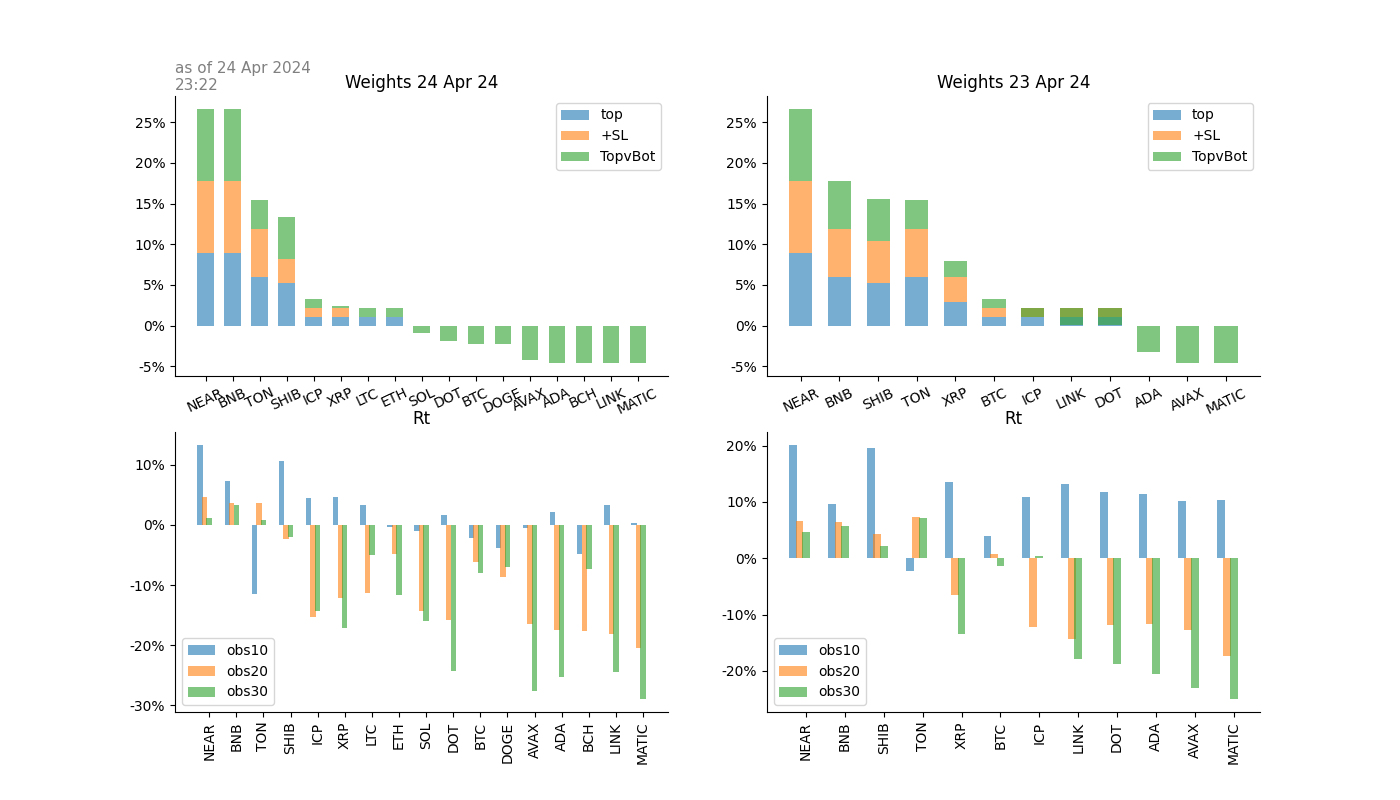 as of 24 Apr 2024
23:22
Weights 24 Apr 24
25%
20%
15%
10%
5%
0%
-5%
top
+SL
TopvBot
NEAR BNB TON SHIB ICP XRP LTC ETH SOL DOT BTC DOGE AVAX ADA BCH LINK MATIC
Weights 23 Apr 24
25%
20%
15%
10%
5%
0%
-5%
top
+SL
TopvBot
NEAR BNB SHIB TON XRP BTC ICP LINK DOT ADA AVAX MATIC
Rt
10%
0%
-10%
-20%
-30%
obs10
obs20
obs30
NEAR BNB TON SHIB ICP XRP LTC ETH SOL DOT BTC DOGE AVAX ADA BCH LINK MATIC
Rt
20%
10%
0%
-10%
-20%
obs10
obs20
obs30
NEAR BNB SHIB TON XRP BTC ICP LINK DOT ADA AVAX MATIC